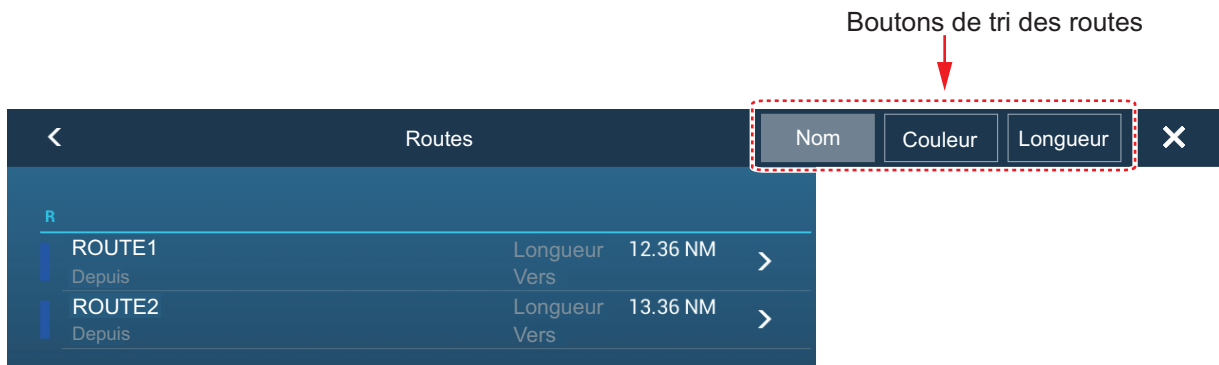 Boutons de tri des routes
Routes Nom Couleur Longueur
R
ROUTE1 Longueur 12.36 NM
Depuis Vers
ROUTE2 Longueur 13.36 NM
Depuis Vers